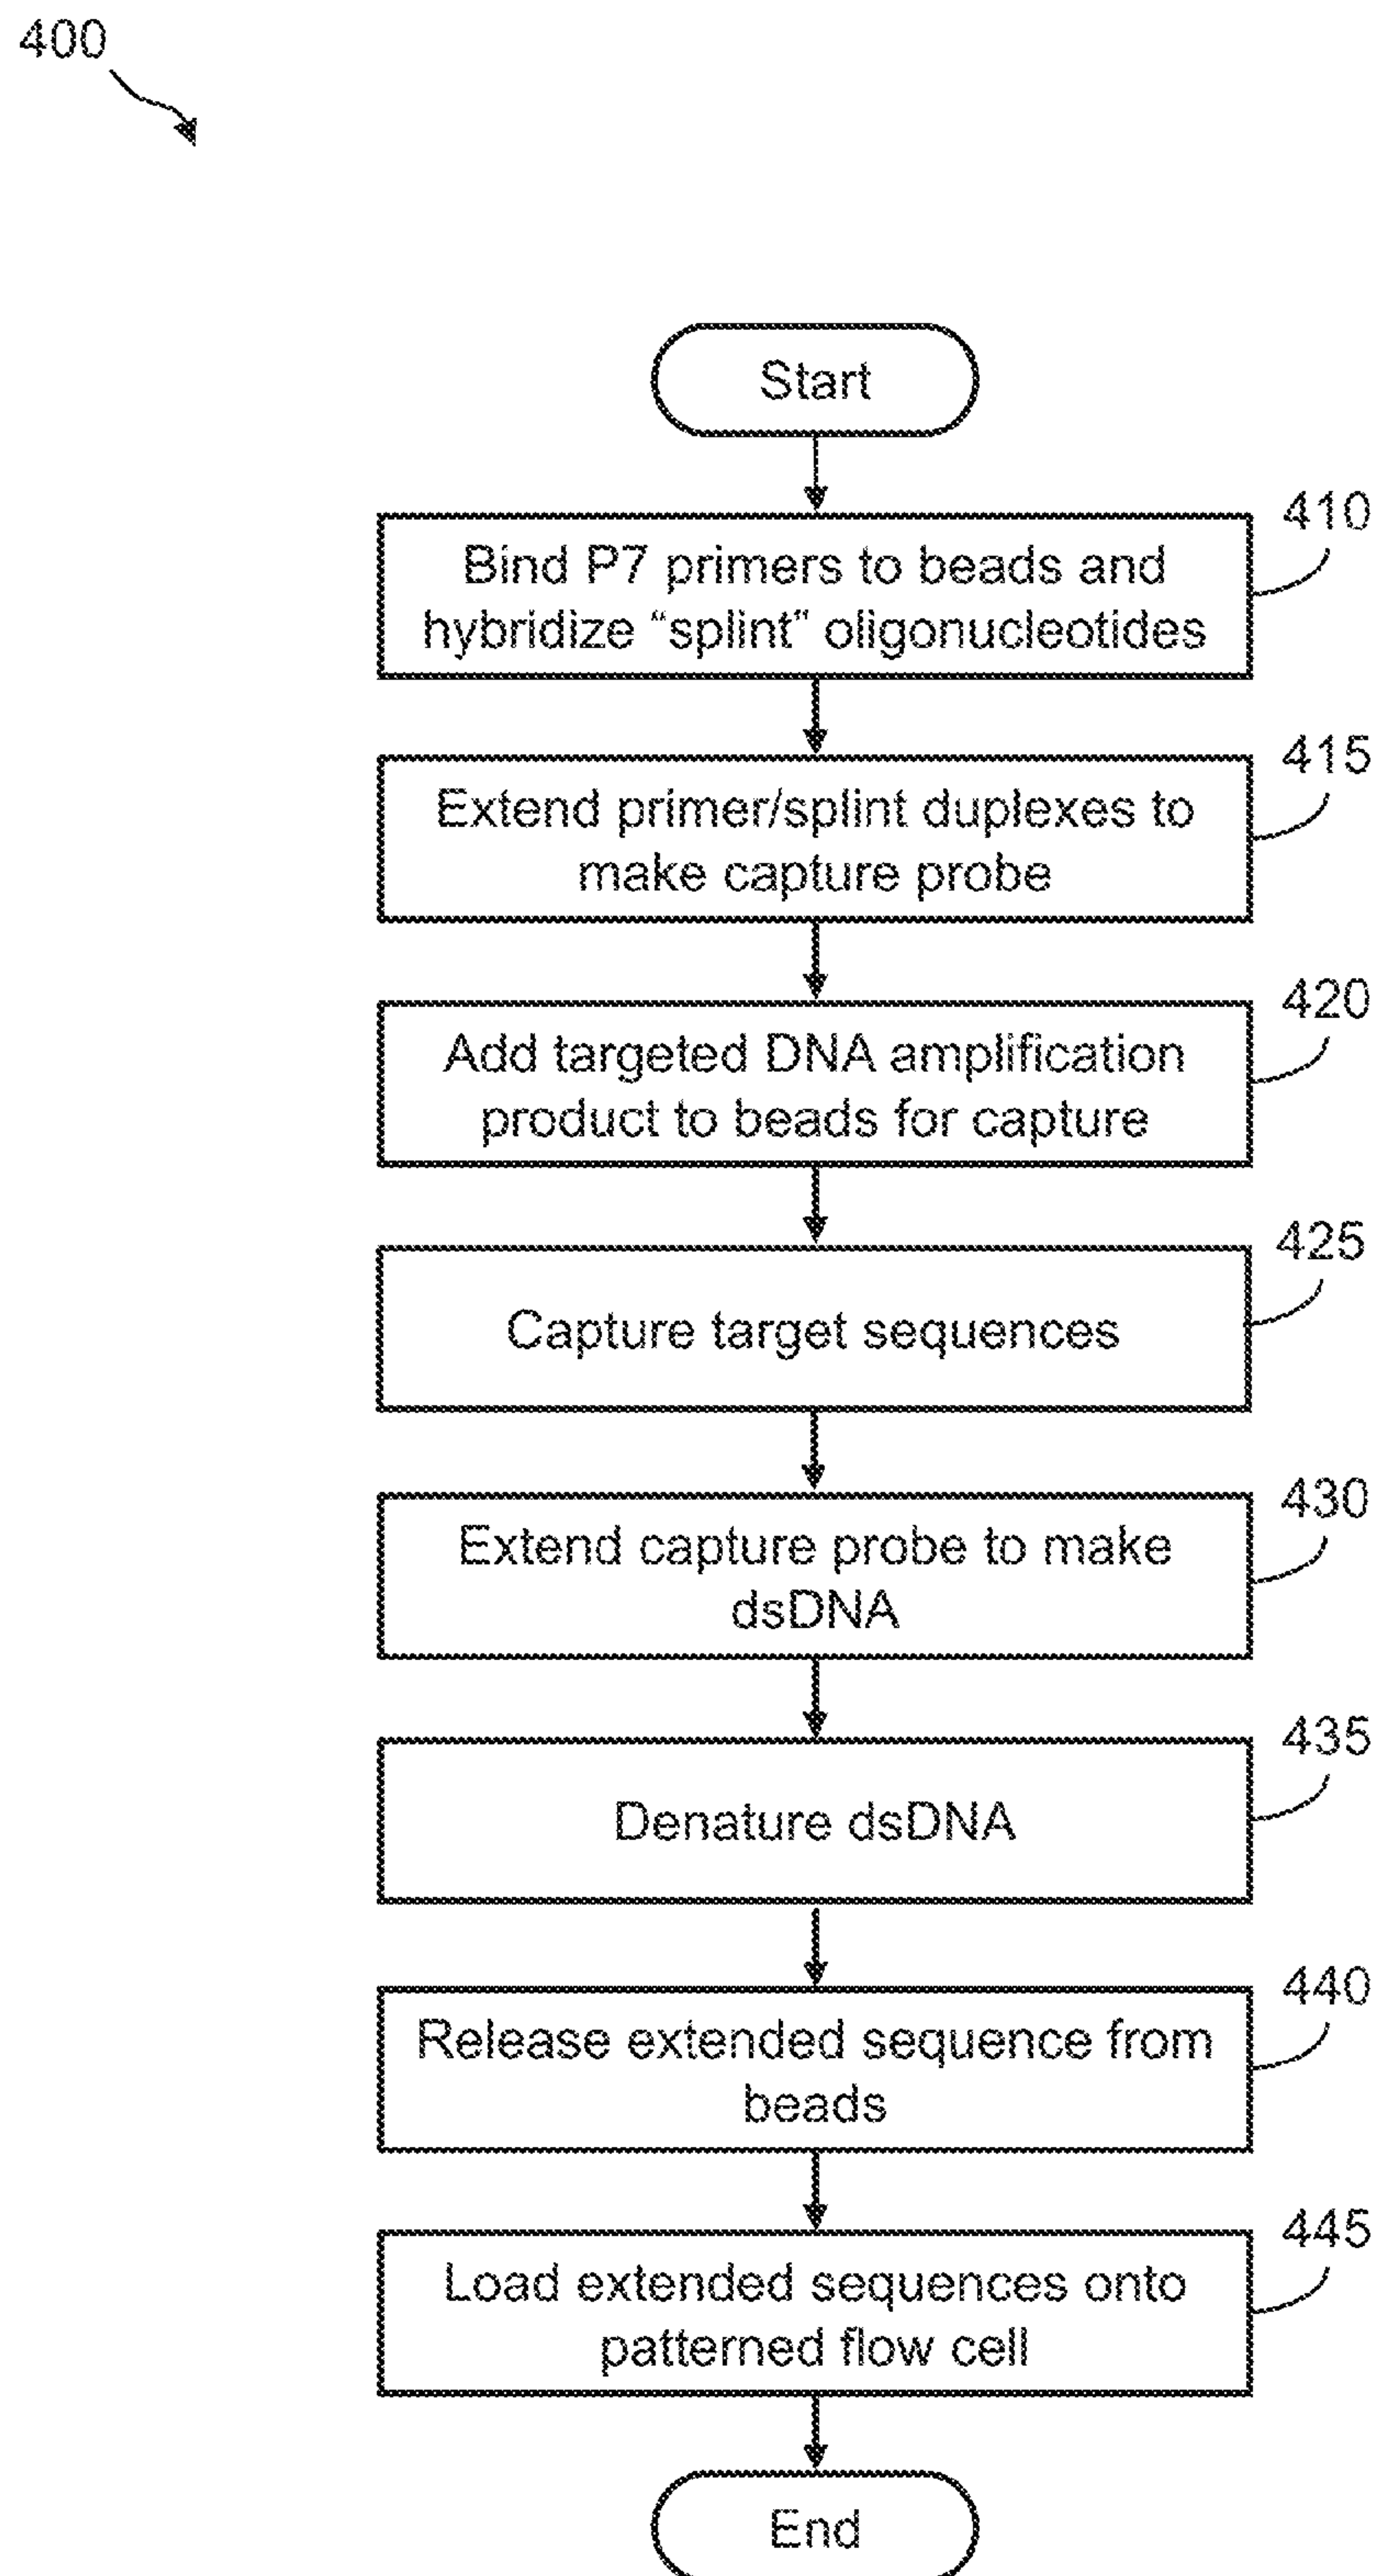 400
Start
410
Bind P7 primers to beads and
hybridize “splint” oligonucleotides
415
Extend primer/splint duplexes to
make capture probe
420
Add targeted DNA amplification
product to beads for capture
425
Capture target sequences
430
Extend capture probe to make
dsDNA
435
Denature dsDNA
440
Release extended sequence from
beads
445
Load extended sequences onto
patterned flow cell
End